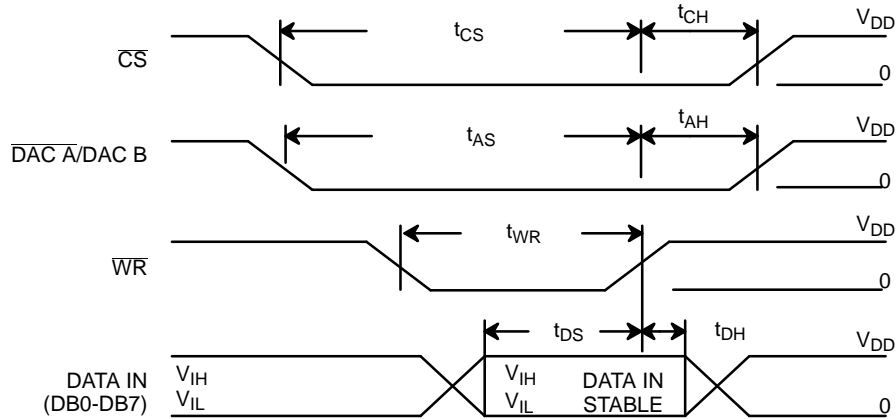 tCS tCH VDD
CS 0
tAS tAH VDD
DAC A/DAC B 0
tWR VDD
WR 0
tDS tDH VDD
DATA IN VIH VIH DATA IN
(DB0-DB7) VIL VIL STABLE 0